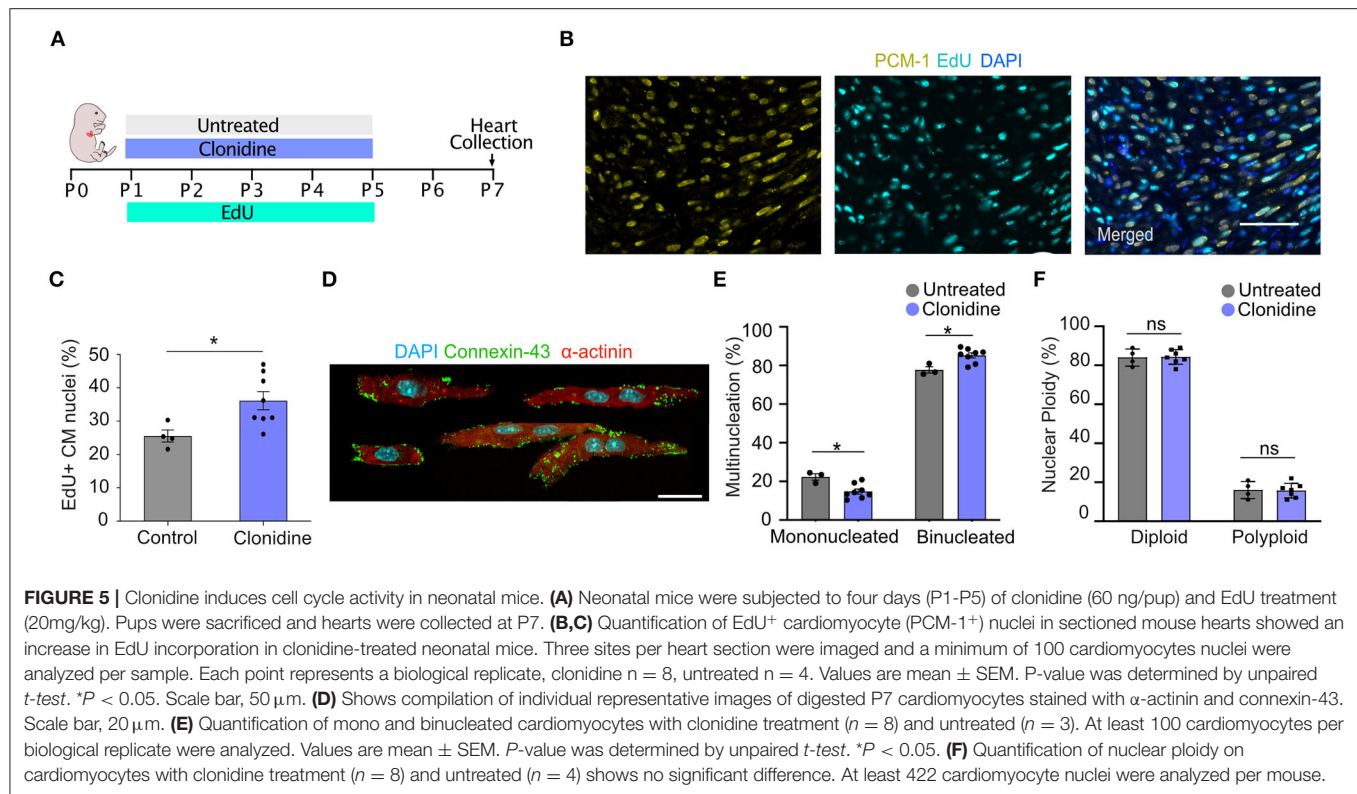 A
Untreated
Clonidine
Heart
Collection
P0 P1 P2 P3 P4 P5 P6 P7
EdU
B
PCM-1 EdU DAPI
Merged
C
*
EdU+ CM nuclei (%)
50
40
30
20
10
0
Control Clonidine
D
DAPI Connexin-43 α-actinin
E
Untreated
Clonidine
Multinucleation (%)
100
80
60
40
20
0
*
*
Mononucleated Binucleated
F
Untreated
Clonidine
Nuclear Ploidy (%)
100
80
60
40
20
0
ns
ns
Diploid Polyploid
FIGURE 5 | Clonidine induces cell cycle activity in neonatal mice. (A) Neonatal mice were subjected to four days (P1-P5) of clonidine (60 ng/pup) and EdU treatment
(20mg/kg). Pups were sacrificed and hearts were collected at P7. (B,C) Quantification of EdU+ cardiomyocyte (PCM-1+) nuclei in sectioned mouse hearts showed an
increase in EdU incorporation in clonidine-treated neonatal mice. Three sites per heart section were imaged and a minimum of 100 cardiomyocytes nuclei were
analyzed per sample. Each point represents a biological replicate, clonidine n = 8, untreated n = 4. Values are mean ± SEM. P-value was determined by unpaired
t-test. *P < 0.05. Scale bar, 50 μm. (D) Shows compilation of individual representative images of digested P7 cardiomyocytes stained with α-actinin and connexin-43.
Scale bar, 20 μm. (E) Quantification of mono and binucleated cardiomyocytes with clonidine treatment (n = 8) and untreated (n = 3). At least 100 cardiomyocytes per
biological replicate were analyzed. Values are mean ± SEM. P-value was determined by unpaired t-test. *P < 0.05. (F) Quantification of nuclear ploidy on
cardiomyocytes with clonidine treatment (n = 8) and untreated (n = 4) shows no significant difference. At least 422 cardiomyocyte nuclei were analyzed per mouse.